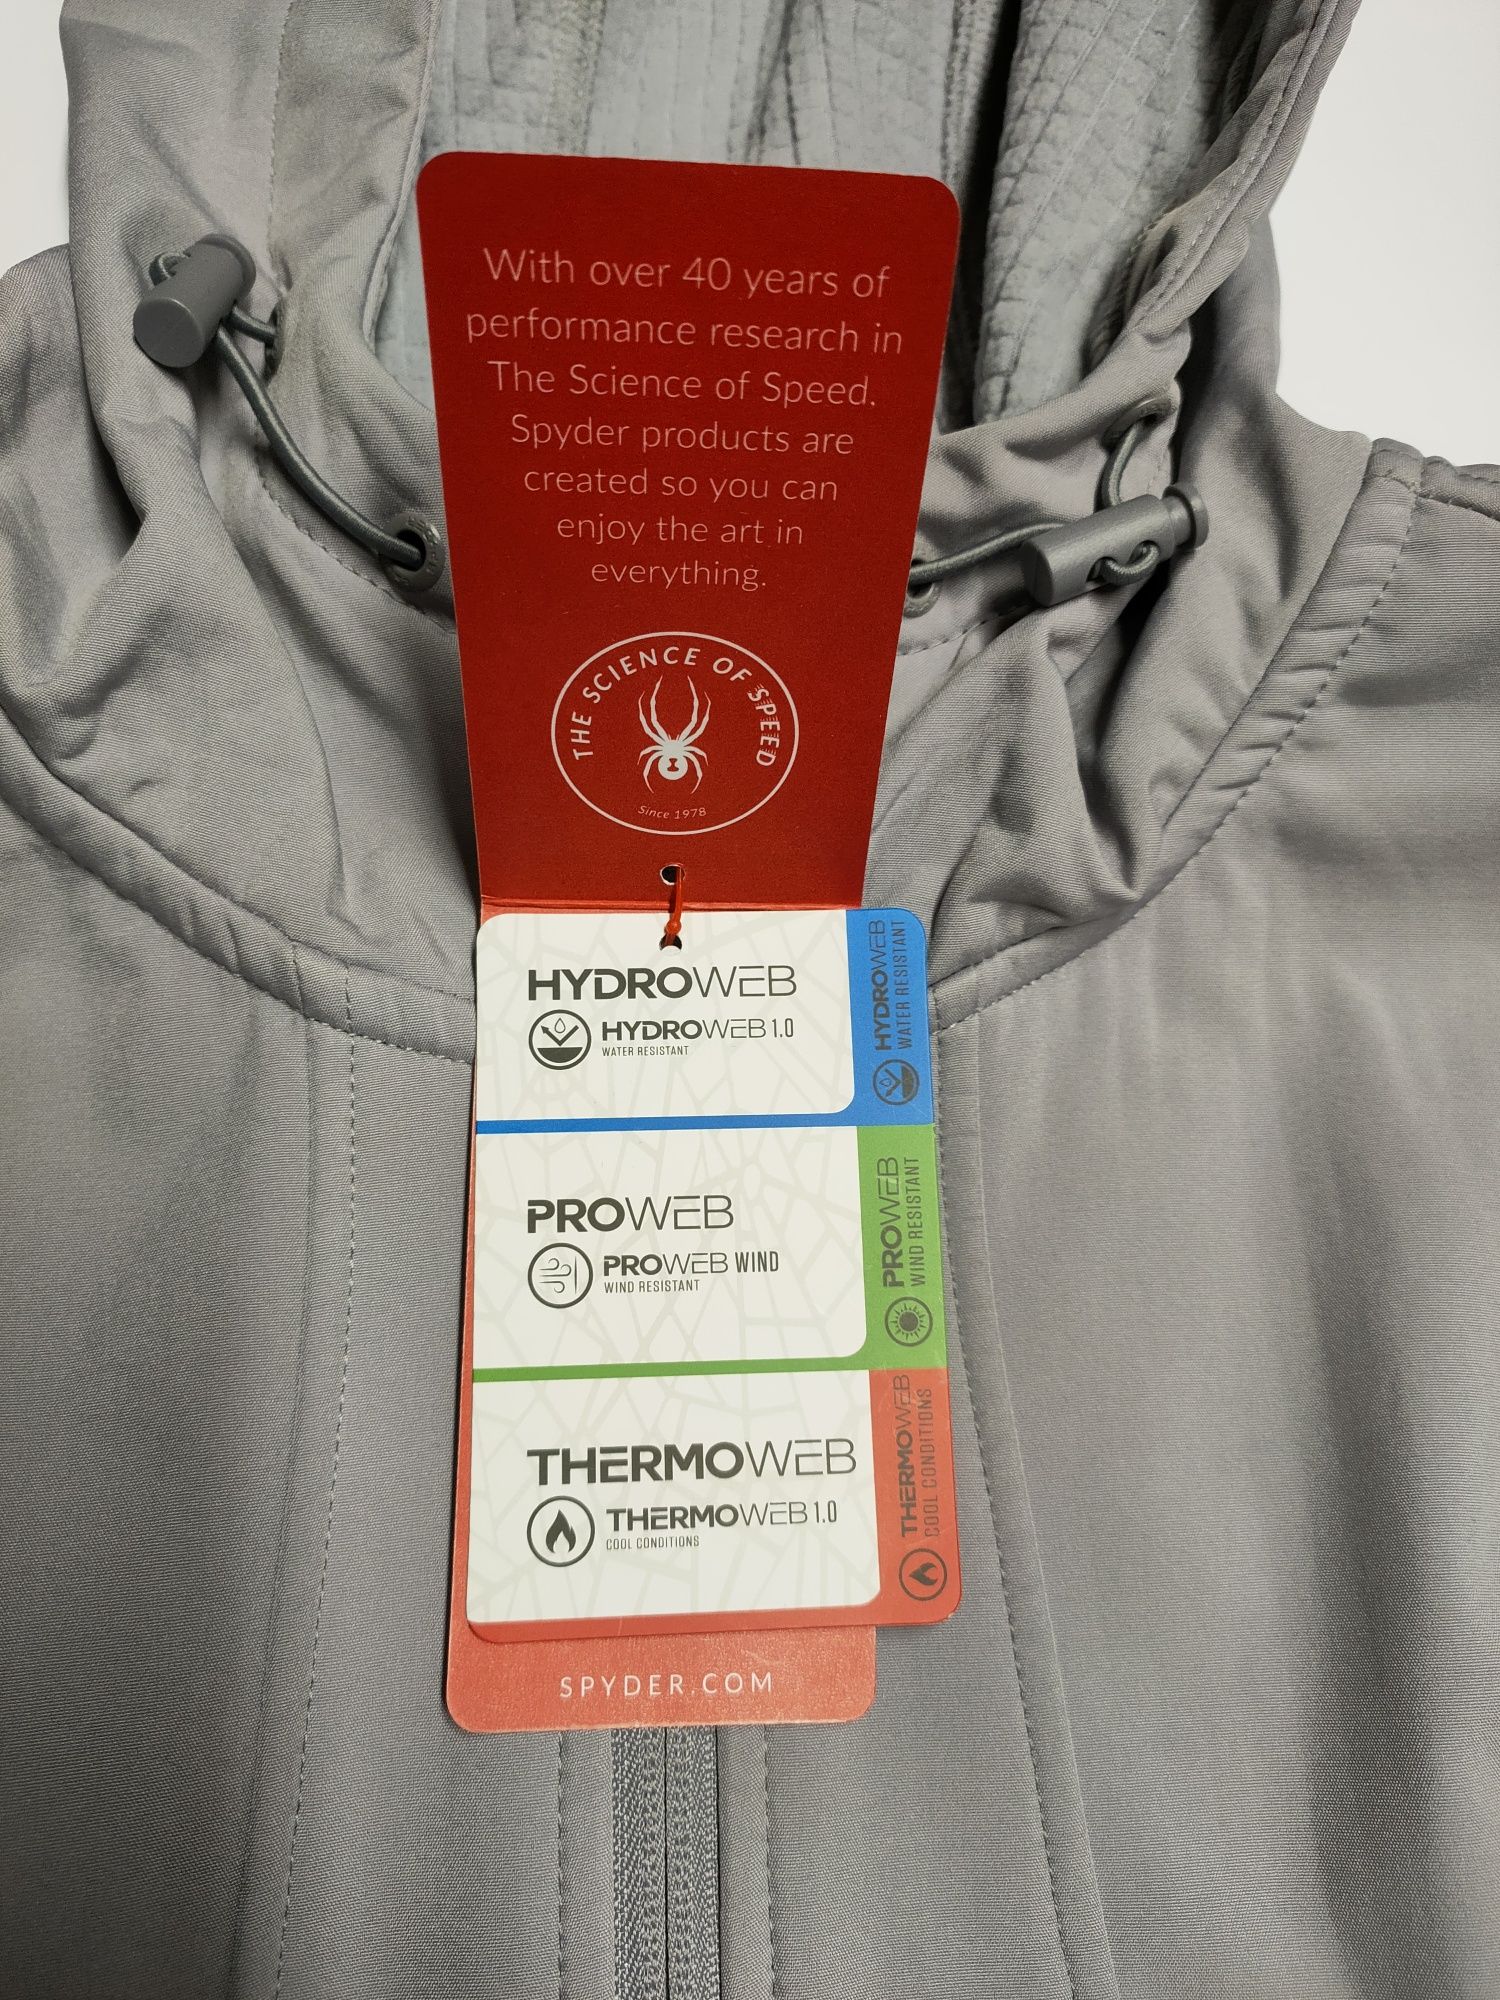 With over 40 years of
performance research in
The Science of Speed.
Spyder products are
created so you can
enjoy the art in
everything.
THE SCIENCE OF SPEED
Since 1978
HYDROWEB
HYDROWEB 1.0
WATER RESISTANT
HYDROWEB
WATER RESISTANT
PROWEB
PROWEB WIND
WIND RESISTANT
PROWEB
WIND RESISTANT
THERMOWEB
THERMOWEB 1.0
COOL CONDITIONS
THERMOWEB
COOL CONDITIONS
SPYDER.COM